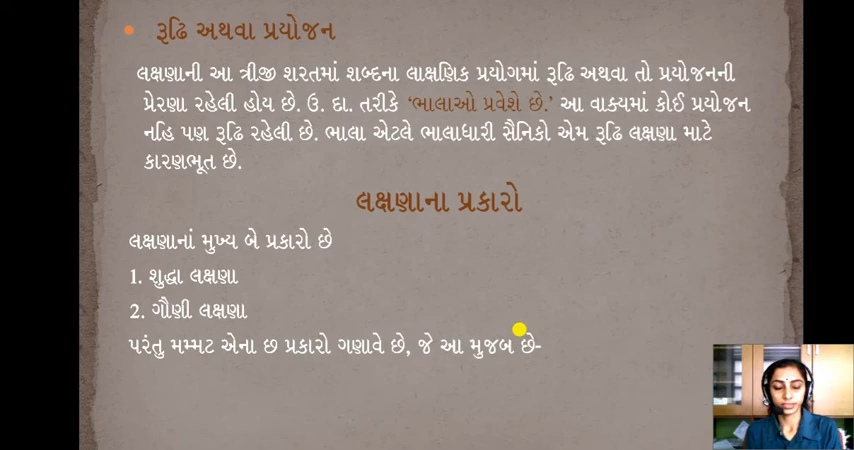 રૂઢિ અથવા પ્રયોજન
લક્ષણાની આ ત્રીજી શરતમાં શબ્દના લાક્ષણિક પ્રયોગમાં રૂઢિ અથવા તો પ્રયોજનની
પ્રેરણા રહેલી હોય છે. ઉ. દા. તરીકે ‘ભાલાઓ પ્રવેશે છે.’ આ વાક્યમાં કોઈ પ્રયોજન
નહિ પણ રૂઢિ રહેલી છે. ભાલા એટલે ભાલાધારી સૈનિકો એમ રૂઢિ લક્ષણા માટે
કારણભૂત છે.
લક્ષણાના પ્રકારો
લક્ષણાનાં મુખ્ય બે પ્રકારો છે
1. શુદ્ધા લક્ષણા
2. ગૌણી લક્ષણા
પરંતુ મમ્મટ એના છ પ્રકારો ગણાવે છે, જે આ મુજબ છે-